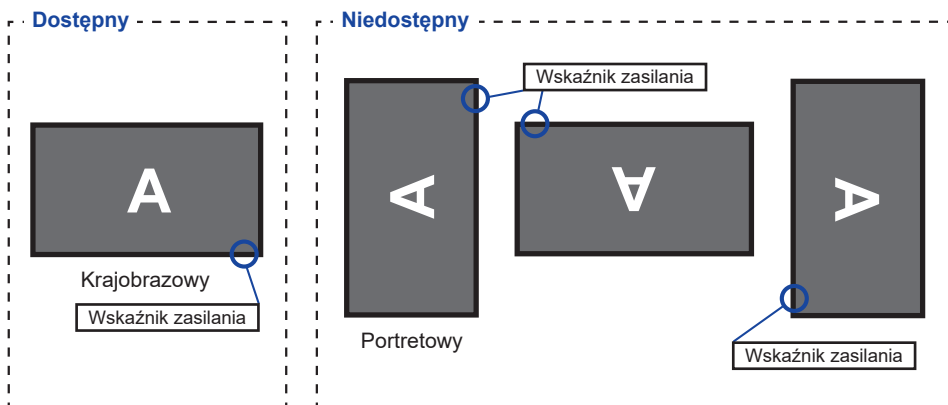 Dostępny
Niedostępny
Wskaźnik zasilania
A
A
A
A
Krajobrazowy
Wskaźnik zasilania
Portretowy
Wskaźnik zasilania